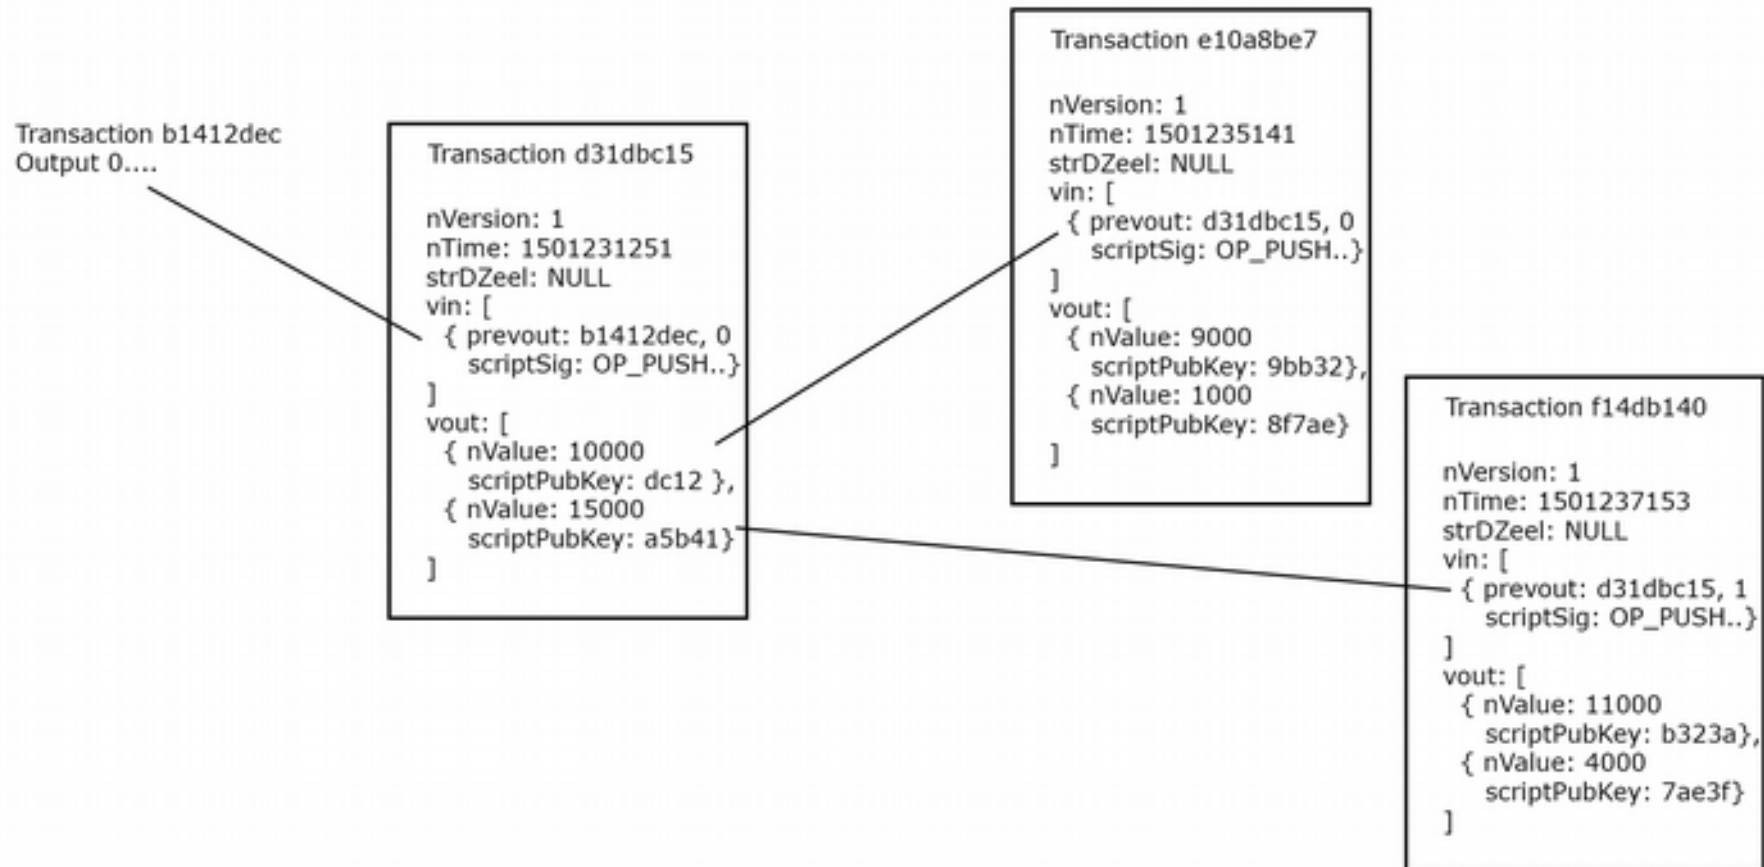 Transaction b1412dec
Output 0....
Transaction d31dbc15
nVersion: 1
nTime: 1501231251
strDZeel: NULL
vin: [
{ prevout: b1412dec, 0
scriptSig: OP_PUSH..}
]
vout: [
{ nValue: 10000
scriptPubKey: dc12 },
{ nValue: 15000
scriptPubKey: a5b41}
]
Transaction e10a8be7
nVersion: 1
nTime: 1501235141
strDZeel: NULL
vin: [
{ prevout: d31dbc15, 0
scriptSig: OP_PUSH..}
]
vout: [
{ nValue: 9000
scriptPubKey: 9bb32},
{ nValue: 1000
scriptPubKey: 8f7ae}
]
Transaction f14db140
nVersion: 1
nTime: 1501237153
strDZeel: NULL
vin: [
{ prevout: d31dbc15, 1
scriptSig: OP_PUSH..}
]
vout: [
{ nValue: 11000
scriptPubKey: b323a},
{ nValue: 4000
scriptPubKey: 7ae3f}
]